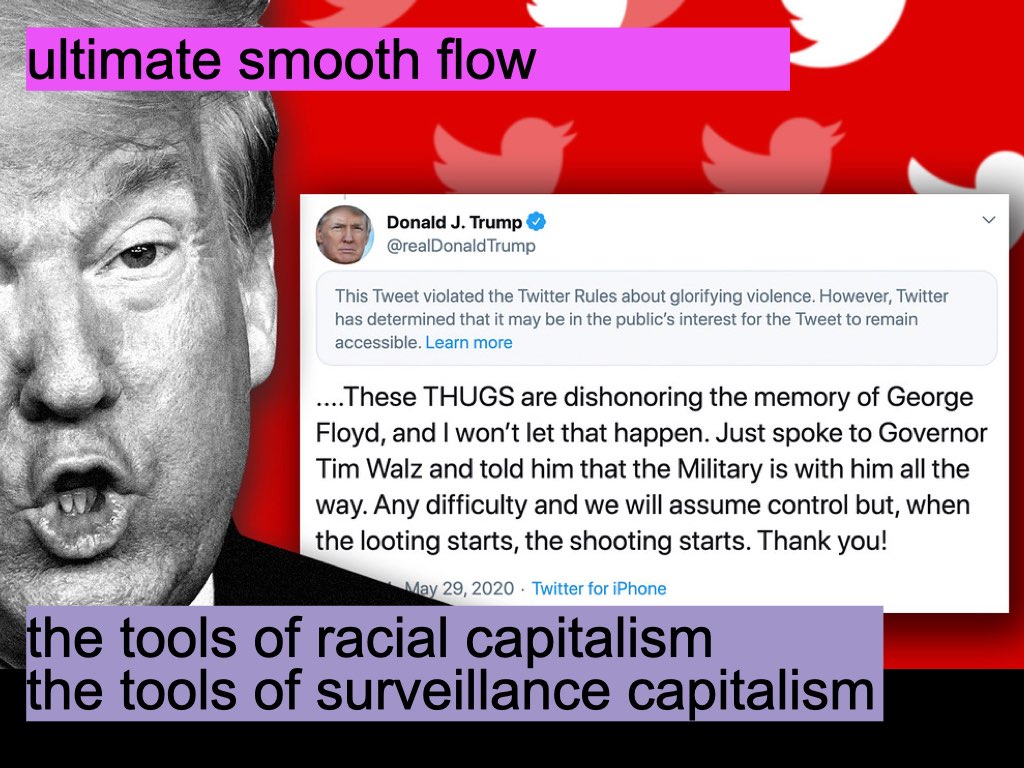 ultimate smooth flow
Donald J. Trump
@realDonaldTrump
This Tweet violated the Twitter Rules about glorifying violence. However, Twitter
has determined that it may be in the public's interest for the Tweet to remain
accessible. Learn more
....These THUGS are dishonoring the memory of George
Floyd, and I won't let that happen. Just spoke to Governor
Tim Walz and told him that the Military is with him all the
way. Any difficulty and we will assume control but, when
the looting starts, the shooting starts. Thank you!
May 29, 2020 · Twitter for iPhone
the tools of racial capitalism
the tools of surveillance capitalism